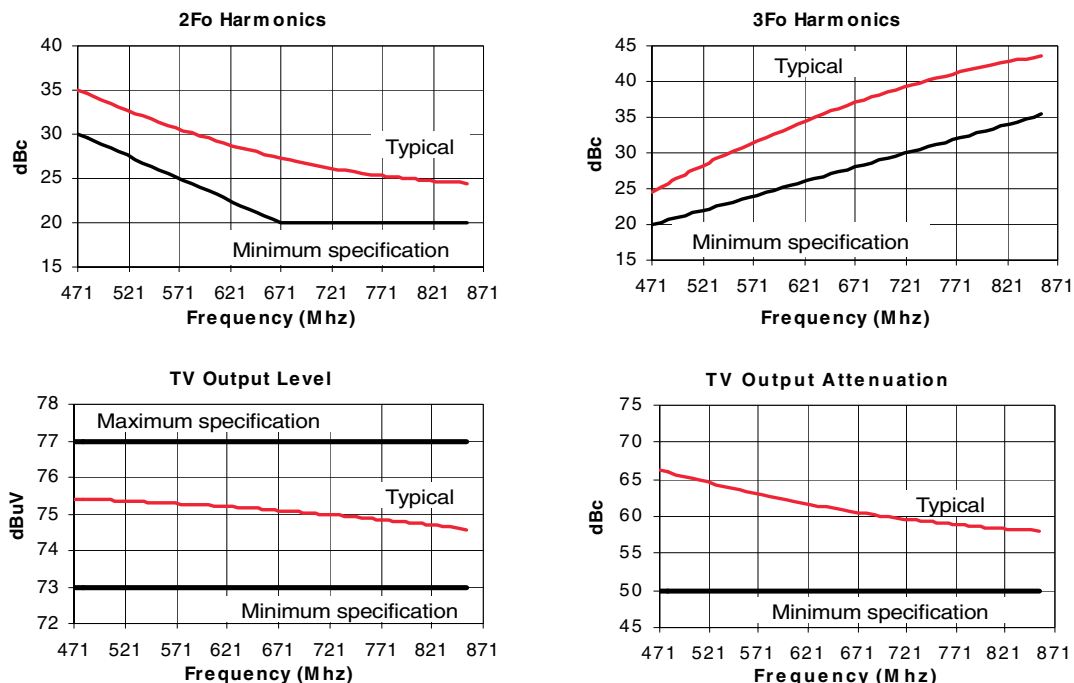 2Fo Harmonics
40
35
30
25
20
15
dBc
Typical
Minimum specification
471 521 571 621 671 721 771 821 871
Frequency (Mhz)
3Fo Harmonics
45
40
35
30
25
20
15
dBc
Typical
Minimum specification
471 521 571 621 671 721 771 821 871
Frequency (Mhz)
TV Output Level
78
77
76
75
74
73
72
dBuV
Maximum specification
Typical
Minimum specification
471 521 571 621 671 721 771 821 871
Frequency (Mhz)
TV Output Attenuation
75
70
65
60
55
50
45
dBc
Typical
Minimum specification
471 521 571 621 671 721 771 821 871
Frequency (Mhz)